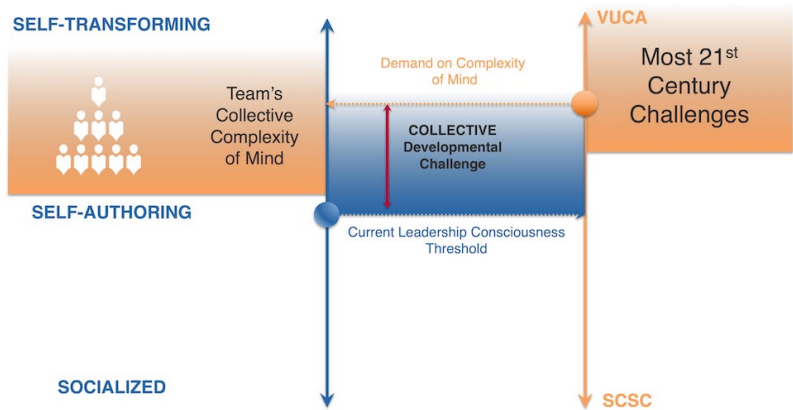 SELF-TRANSFORMING
VUCA
Demand on Complexity
of Mind
Most 21st
Century
Challenges
Team's
Collective
Complexity
of Mind
COLLECTIVE
Developmental
Challenge
SELF-AUTHORING
Current Leadership Consciousness
Threshold
SOCIALIZED
SCSC